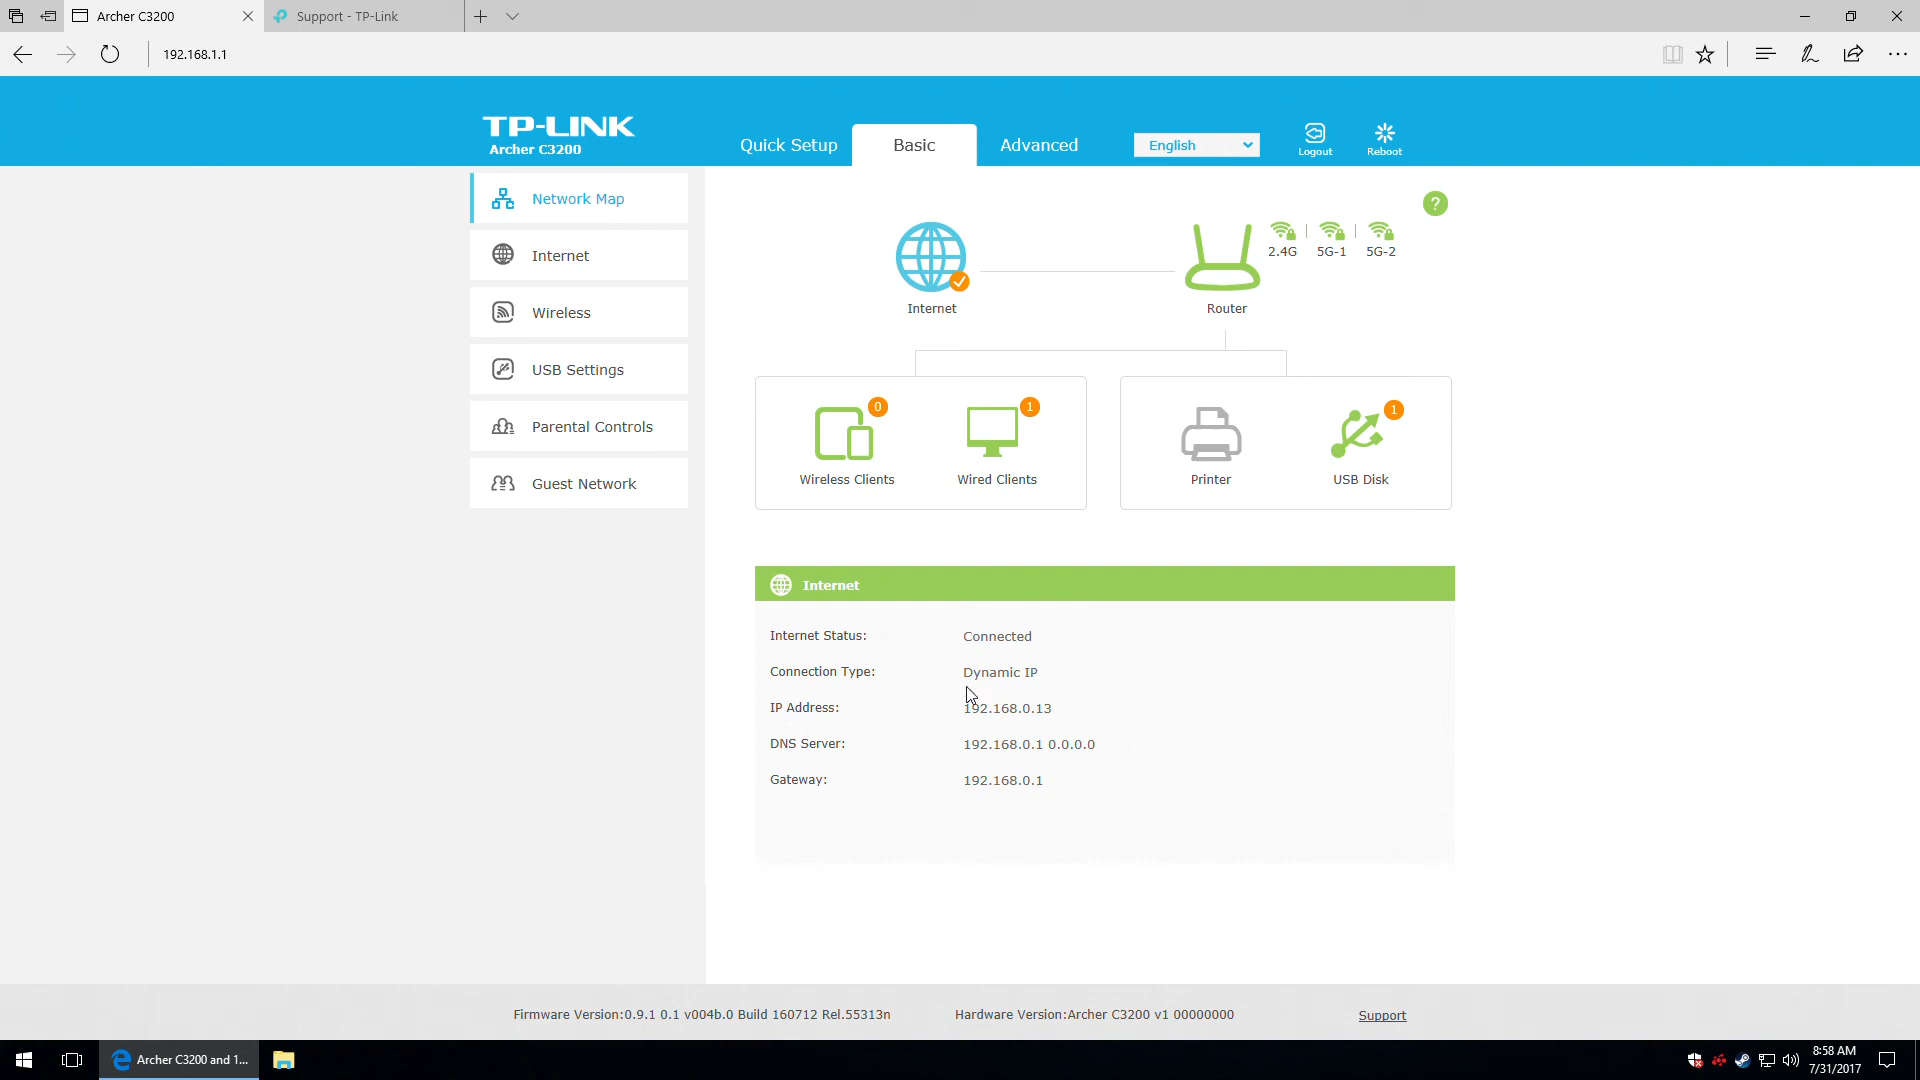 Archer C3200
Support - TP-Link
192.168.1.1
TP-LINK
Archer C3200
Quick Setup
Basic
Advanced
English
Logout
Reboot
Network Map
Internet
Wireless
USB Settings
Parental Controls
Guest Network
?
2.4G
5G-1
5G-2
Internet
Router
0
1
1
Wireless Clients
Wired Clients
Printer
USB Disk
Internet
Internet Status: Connected
Connection Type: Dynamic IP
IP Address: 192.168.0.13
DNS Server: 192.168.0.1 0.0.0.0
Gateway: 192.168.0.1
Firmware Version:0.9.1 0.1 v004b.0 Build 160712 Rel.55313n
Hardware Version:Archer C3200 v1 00000000
Support
Archer C3200 and 1...
8:58 AM
7/31/2017